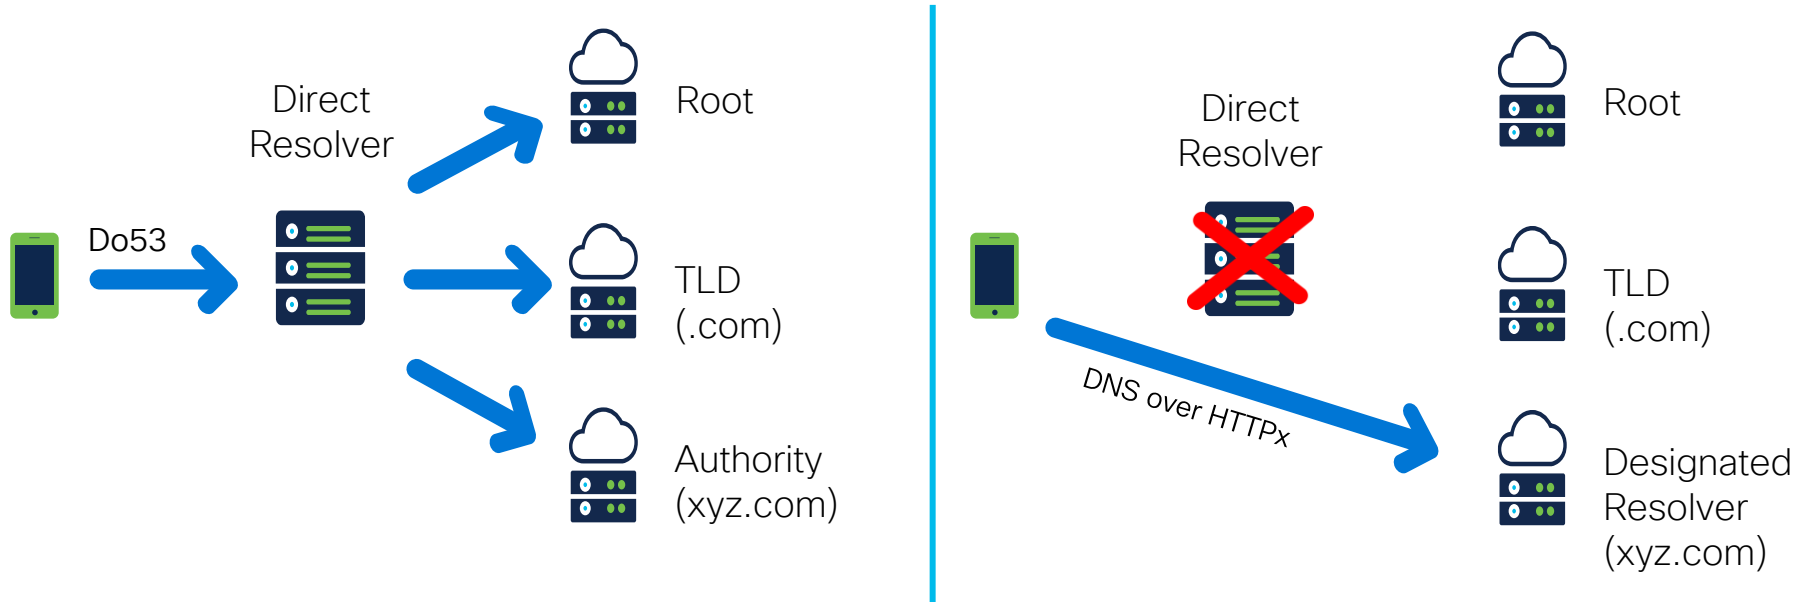 Direct
Resolver
Do53
Root
TLD
(.com)
Authority
(xyz.com)
Direct
Resolver
DNS over HTTPx
Root
TLD
(.com)
Designated
Resolver
(xyz.com)